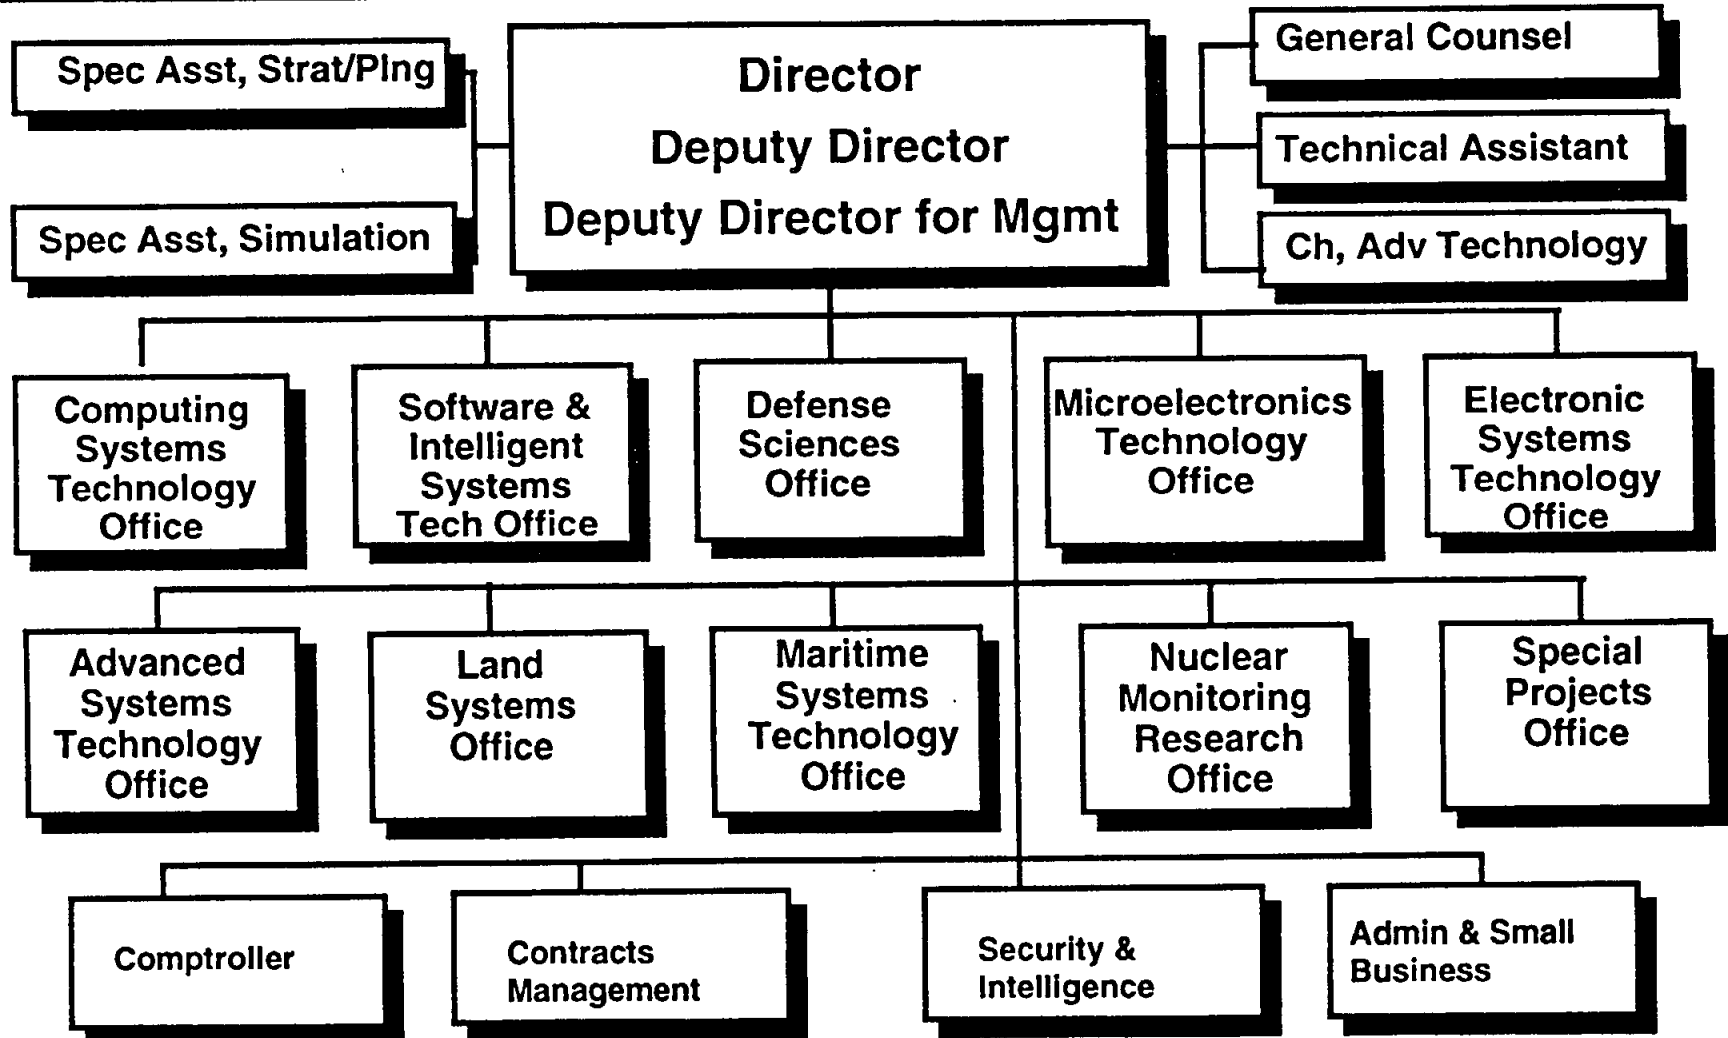 Spec Asst, Strat/Plng
Spec Asst, Simulation
Director
Deputy Director
Deputy Director for Mgmt
General Counsel
Technical Assistant
Ch, Adv Technology
Computing
Systems
Technology
Office
Software &
Intelligent
Systems
Tech Office
Defense
Sciences
Office
Microelectronics
Technology
Office
Electronic
Systems
Technology
Office
Advanced
Systems
Technology
Office
Land
Systems
Office
Maritime
Systems
Technology
Office
Nuclear
Monitoring
Research
Office
Special
Projects
Office
Comptroller
Contracts
Management
Security &
Intelligence
Admin & Small
Business